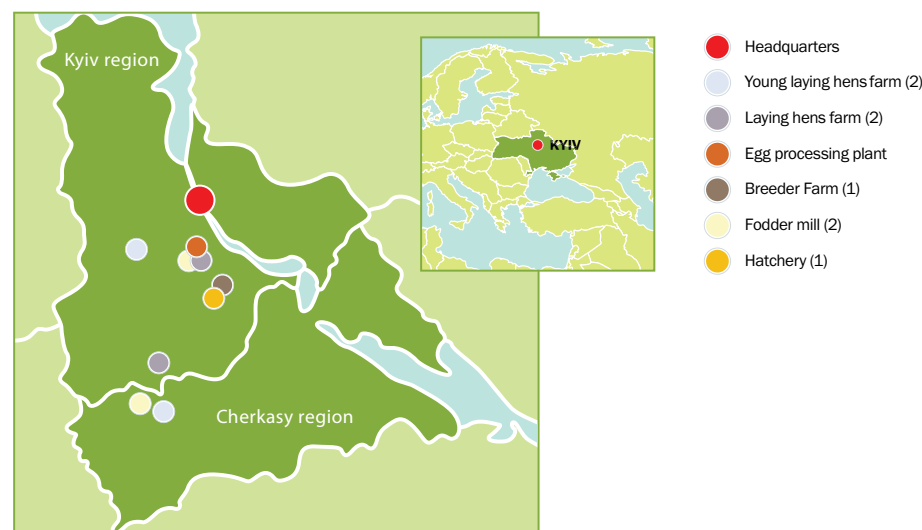 Kyiv region
Cherkasy region
KYIV
Headquarters
Young laying hens farm (2)
Laying hens farm (2)
Egg processing plant
Breeder Farm (1)
Fodder mill (2)
Hatchery (1)